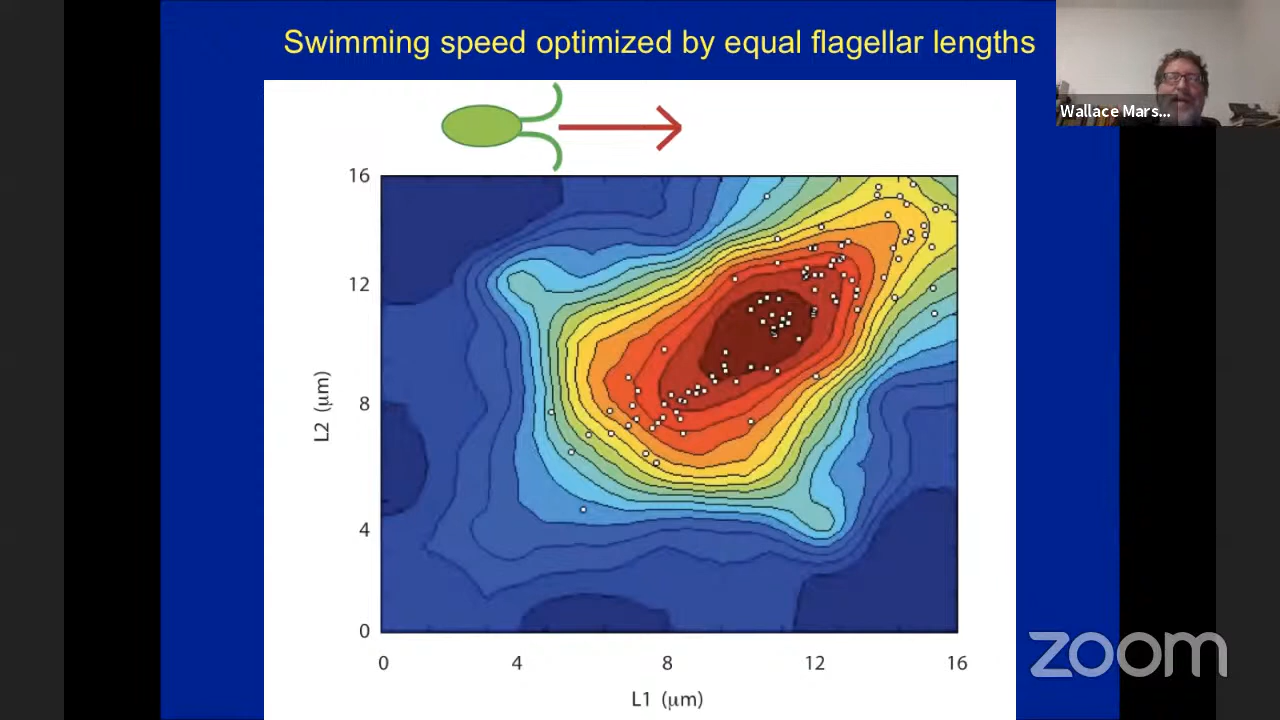 Swimming speed optimized by equal flagellar lengths
Wallace Mars...
16
12
8
4
0
L2 (μm)
0 4 8 12 16
L1 (μm)
zoom